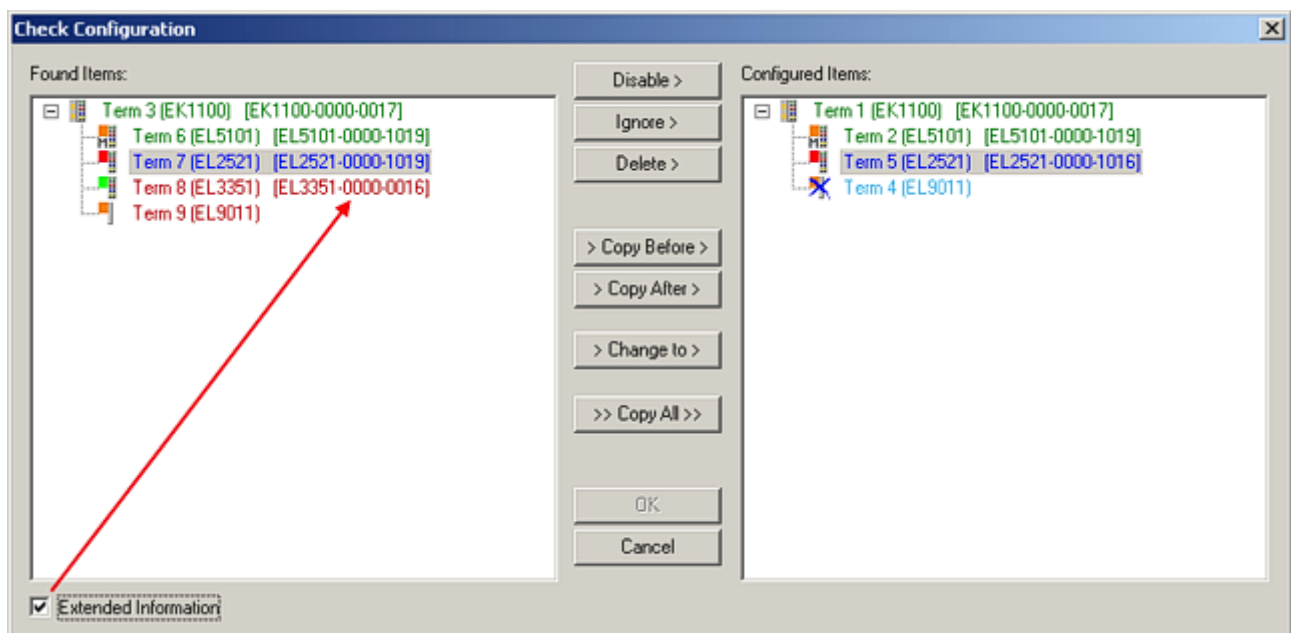 Check Configuration
Found Items:
Term 3 (EK1100) [EK1100-0000-0017]
Term 6 (EL5101) [EL5101-0000-1019]
Term 7 (EL2521) [EL2521-0000-1019]
Term 8 (EL3351) [EL3351-0000-0016]
Term 9 (EL9011)
Disable >
Ignore >
Delete >
> Copy Before >
> Copy After >
> Change to >
>> Copy All >>
OK
Cancel
Configured Items:
Term 1 (EK1100) [EK1100-0000-0017]
Term 2 (EL5101) [EL5101-0000-1019]
Term 5 (EL2521) [EL2521-0000-1016]
Term 4 (EL9011)
Extended Information